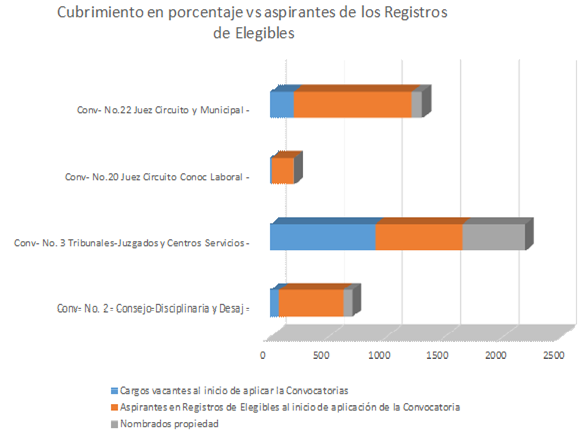 Cubrimiento en porcentaje vs aspirantes de los Registros
de Elegibles
Conv- No.22 Juez Circuito y Municipal -
Conv- No.20 Juez Circuito Conoc Laboral -
Conv- No. 3 Tribunales-Juzgados y Centros Servicios -
Conv- No. 2 - Consejo-Disciplinaria y Desaj -
0 500 1000 1500 2000 2500
Cargos vacantes al inicio de aplicar la Convocatorias
Aspirantes en Registros de Elegibles al inicio de aplicación de la Convocatoria
Nombrados propiedad